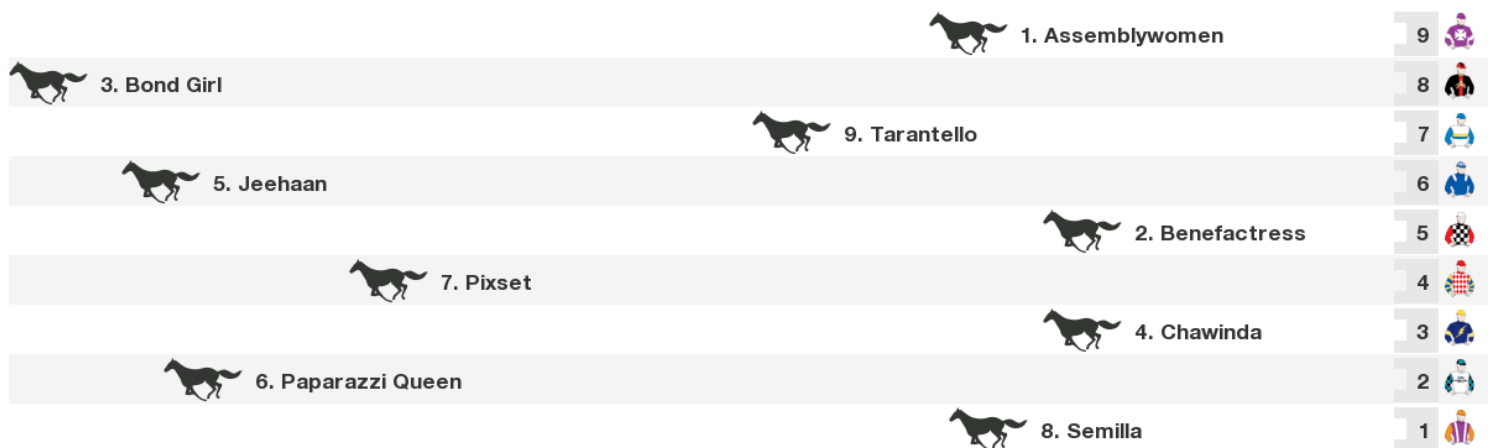 1. Assemblywomen 9
3. Bond Girl 8
9. Tarantello 7
5. Jeehaan 6
2. Benefactress 5
7. Pixset 4
4. Chawinda 3
6. Paparazzi Queen 2
8. Semilla 1